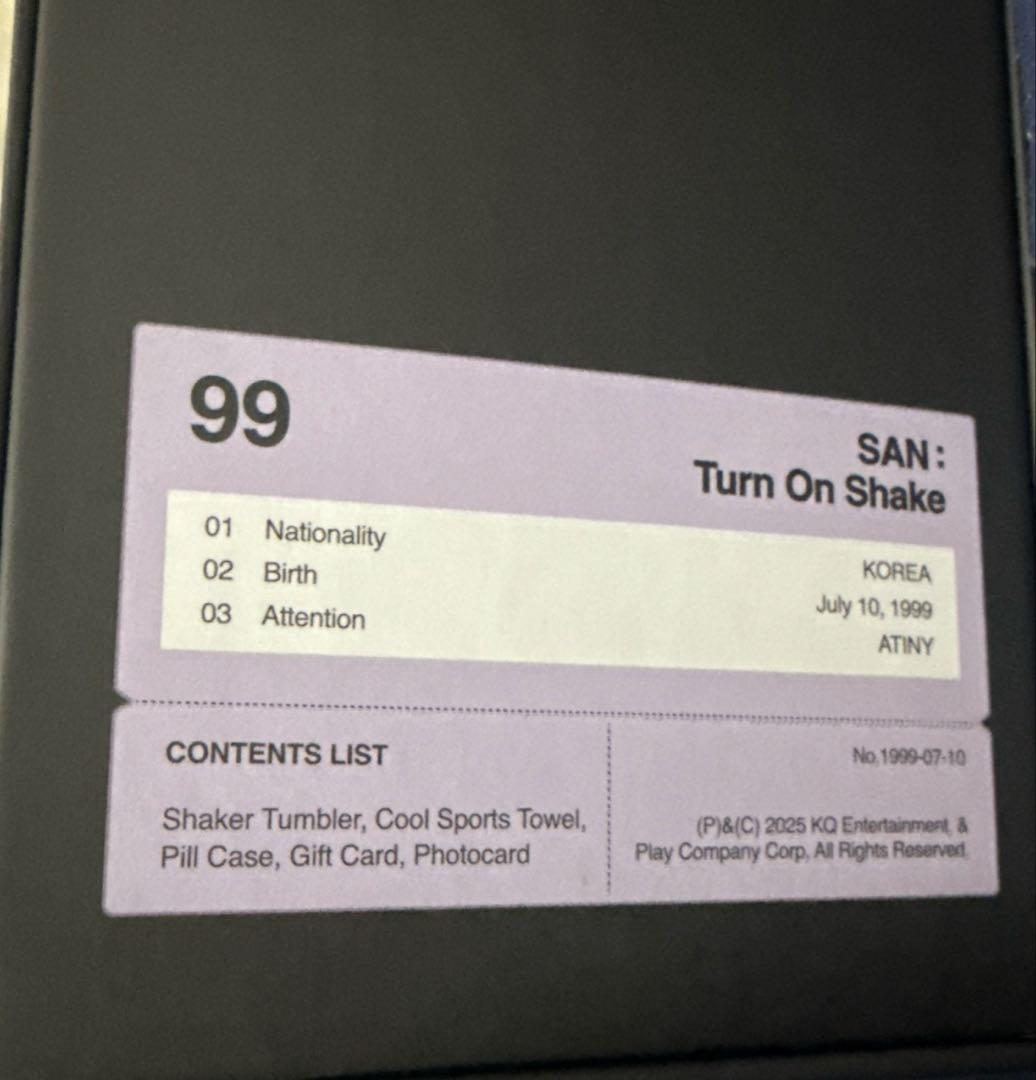 99
SAN:
Turn On Shake
01 Nationality KOREA
02 Birth July 10, 1999
03 Attention ATINY
CONTENTS LIST
Shaker Tumbler, Cool Sports Towel,
Pill Case, Gift Card, Photocard
No.1999-07-10
(P)&(C) 2025 KQ Entertainment, &
Play Company Corp, All Rights Reserved.